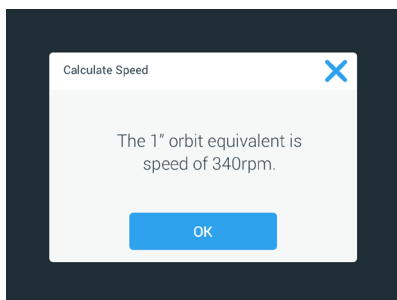 Calculate Speed
The 1” orbit equivalent is
speed of 340rpm.
OK